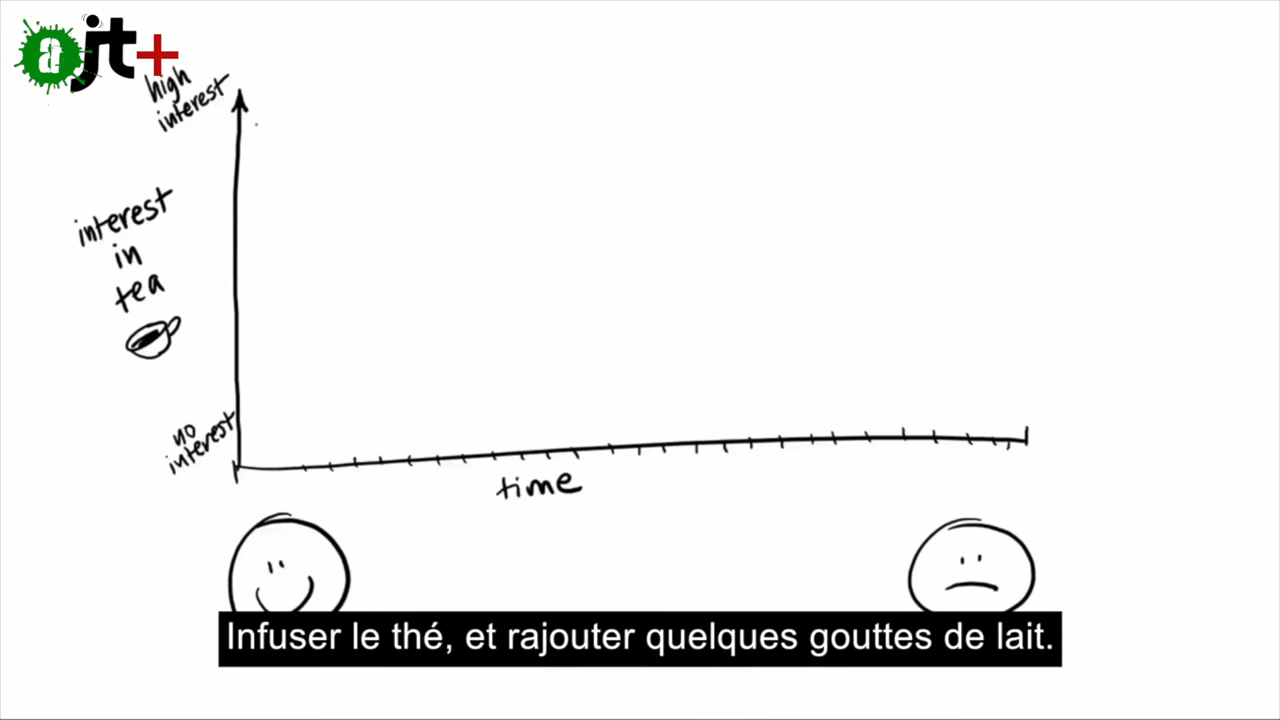 ajt+
high
interest
interest
in
tea
no
interest
time
Infuser le thé, et rajouter quelques gouttes de lait.